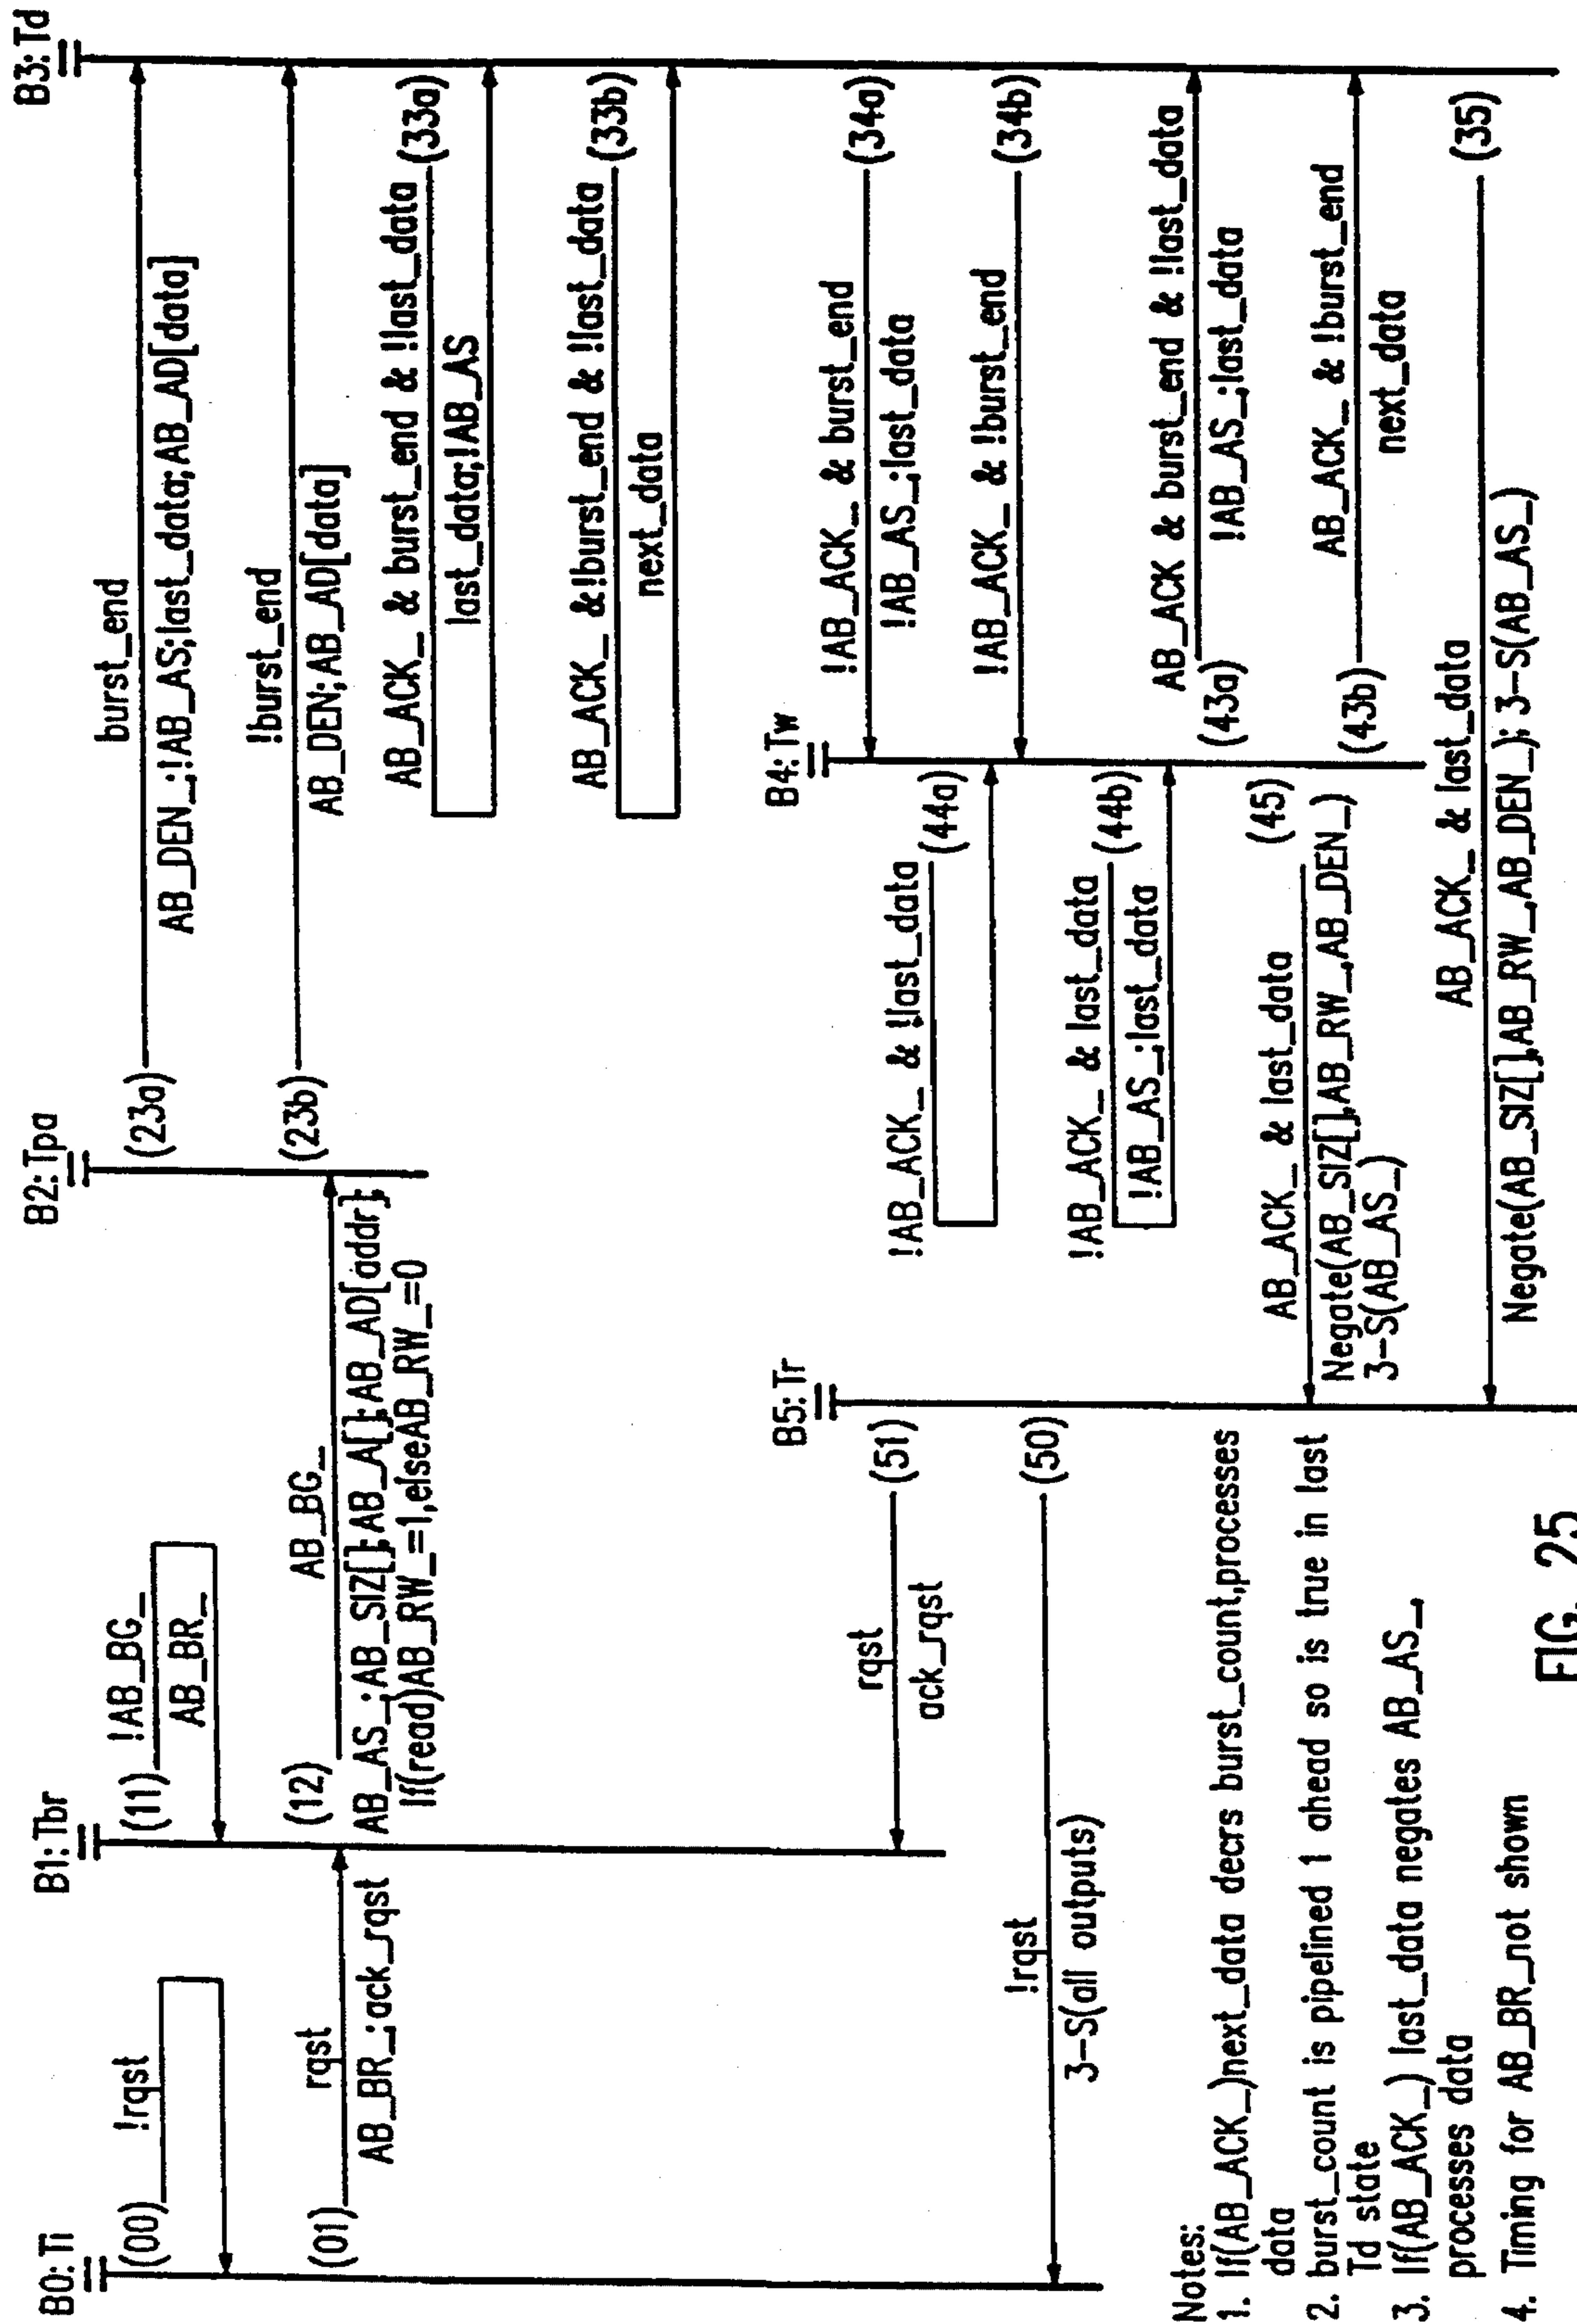 B0: Ti
(00)
!rqst
(01)
rqst
AB_BR_;ack_rqst
B1: Tbr
(11)
!AB_BG_
AB_BR_
(12)
AB_BG_
AB_AS_;AB_SIZ[];AB_A[];AB_AD[addr];
If(read)AB_RW_=1,elseAB_RW_=0
B2: Tpa
(23a)
burst_end
AB_DEN_;!AB_AS;last_data;AB_AD[data]
(23b)
!burst_end
AB_DEN;AB_AD[data]
B3: Td
AB_ACK_ & burst_end & !last_data (33a)
last_data;!AB_AS
AB_ACK_ &!burst_end & !last_data (33b)
next_data
B4: Tw
!AB_ACK_ & burst_end (34a)
!AB_AS_;last_data
!AB_ACK_ & !burst_end (34b)
!AB_ACK_ & !last_data (44a)
AB_ACK & burst_end & !last_data
(43a) !AB_AS_;last_data
!AB_ACK_ & last_data (44b)
!AB_AS_;last_data
(43b)
AB_ACK_ & !burst_end
next_data
AB_ACK_ & last_data (45)
Negate(AB_SIZ[],AB_RW_,AB_DEN_)
3-S(AB_AS_)
AB_ACK_ & last_data (35)
Negate(AB_SIZ[],AB_RW_,AB_DEN_); 3-S(AB_AS_)
B5: Tr
rqst (51)
ack_rqst
!rqst (50)
3-S(all outputs)
Notes:
1. If(AB_ACK_)next_data decrs burst_count,processes
data
2. burst_count is pipelined 1 ahead so is true in last
Td state
3. If(AB_ACK_) last_data negates AB_AS_,
processes data
4. Timing for AB_BR_not shown
FIG. 25